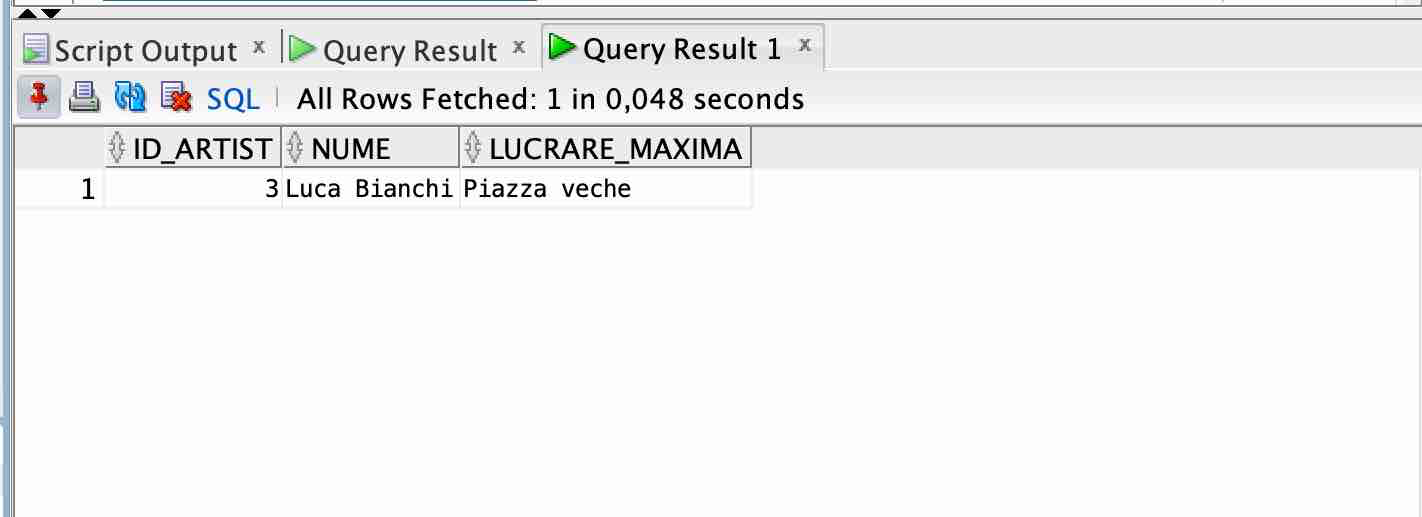 Script Output x Query Result x Query Result 1 x
SQL All Rows Fetched: 1 in 0,048 seconds
ID_ARTIST NUME LUCRARE_MAXIMA
1 3 Luca Bianchi Piazza veche